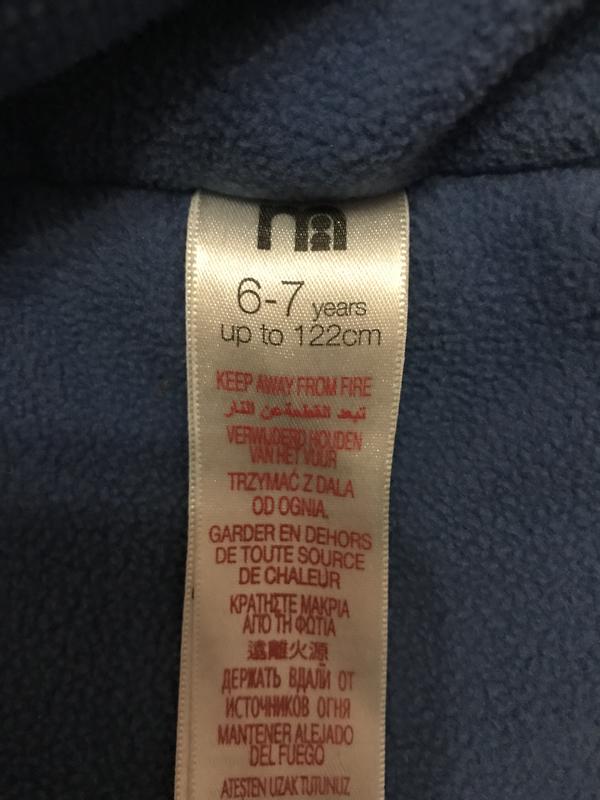 m
6-7 years
up to 122cm
KEEP AWAY FROM FIRE
تبعد القطعة عن النار
VERWIJDERD HOUDEN
VAN HET VUUR
TRZYMAĆ Z DALA
OD OGNIA.
GARDER EN DEHORS
DE TOUTE SOURCE
DE CHALEUR
ΚΡΑΤΗΣΤΕ ΜΑΚΡΙΑ
ΑΠΟ ΤΗ ΦΩΤΙΑ
遠離火源
ДЕРЖАТЬ ВДАЛИ ОТ
ИСТОЧНИКОВ ОГНЯ
MANTENER ALEJADO
DEL FUEGO
ATEŞTEN UZAK TUTUNUZ